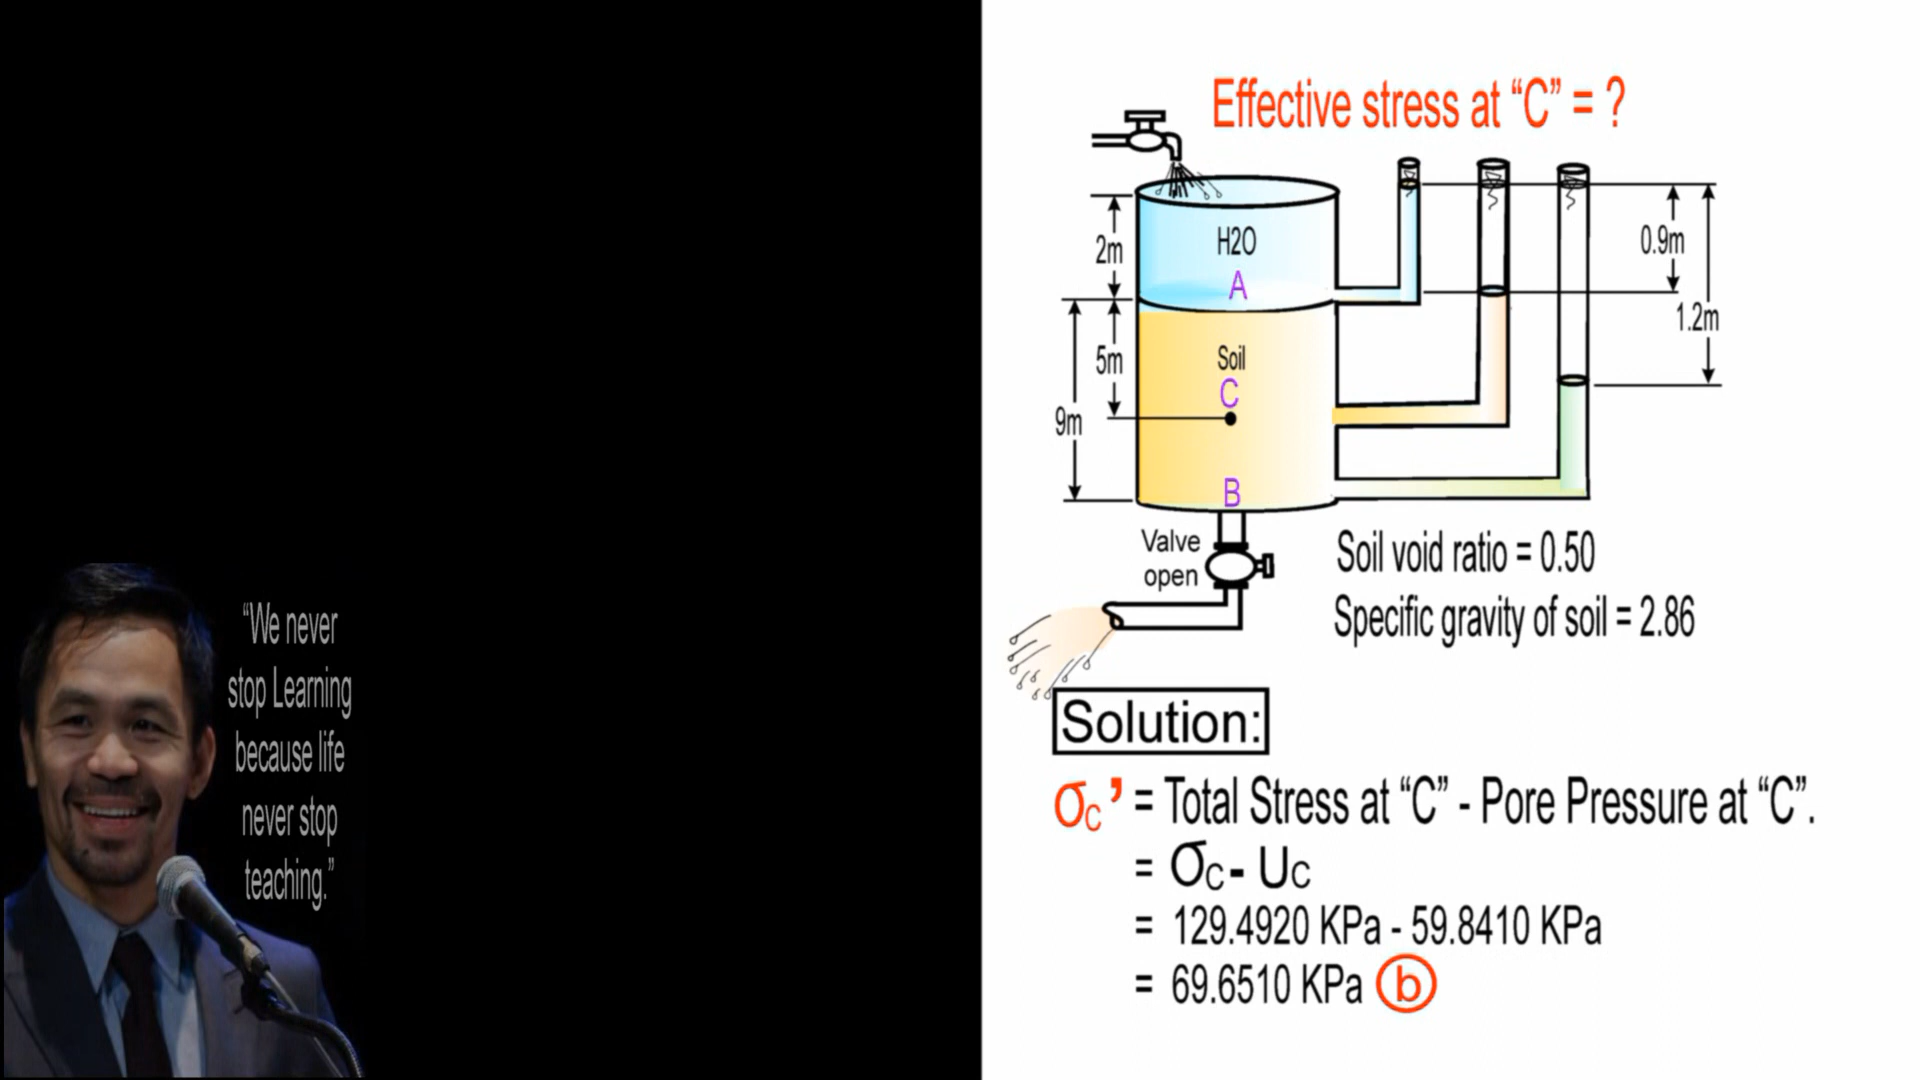 “We never
stop Learning
because life
never stop
teaching.”
Effective stress at “C” = ?
2m
H2O
A
0.9m
1.2m
5m
Soil
C
9m
B
Valve
open
Soil void ratio = 0.50
Specific gravity of soil = 2.86
Solution:
σc’ = Total Stress at “C” - Pore Pressure at “C”.
= σc - Uc
= 129.4920 KPa - 59.8410 KPa
= 69.6510 KPa b